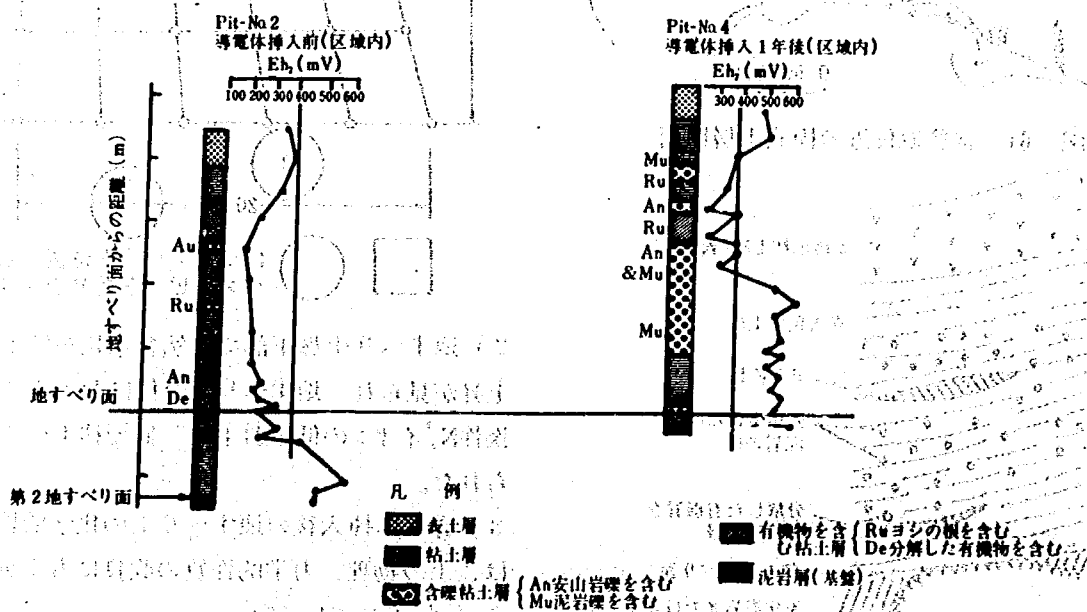 Pit-No.2
導電体挿入前(区域内)
Eh₇(mV)
100 200 300 400 500 600
Pit-No.4
導電体挿入1年後(区域内)
Eh₇(mV)
300 400 500 600
地すべり面からの距離 (m)
Au
Ru
An
De
地すべり面
第2地すべり面
Mu
Ru
An
Ru
An
&Mu
Mu
凡 例
表土層
粘土層
含礫粘土層 An安山岩礫を含む
Mu泥岩礫を含む
有機物を含む粘土層 Ruヨシの根を含む
De分解した有機物を含む
泥岩層(基盤)